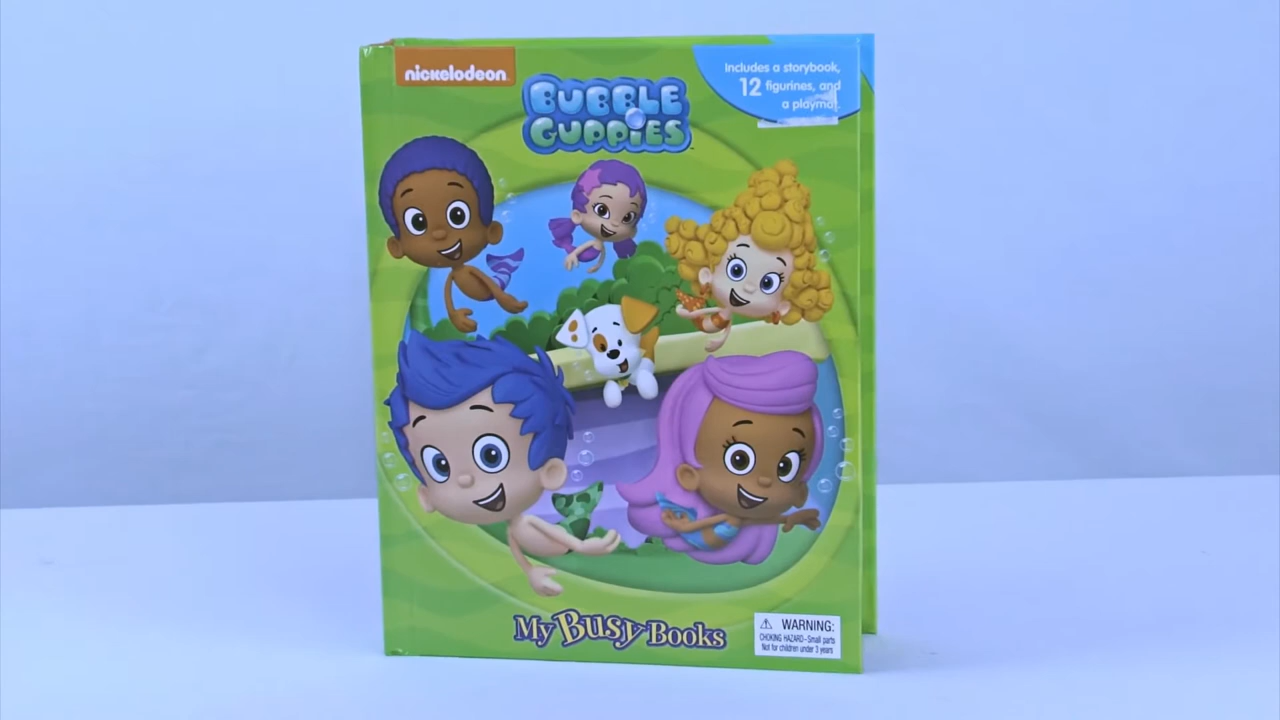 nickelodeon
BUBBLE
GUPPIES
Includes a storybook,
12 figurines, and
a playmat.
My Busy Books
WARNING:
CHOKING HAZARD-Small parts
Not for children under 3 years